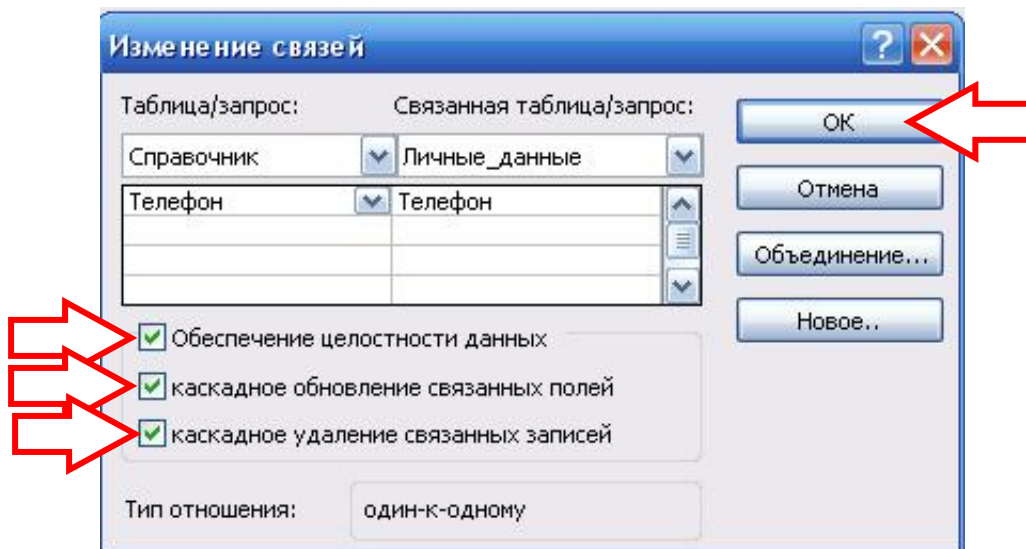 Изменение связей
Таблица/запрос: Связанная таблица/запрос:
Справочник Личные_данные
Телефон Телефон
ОК
Отмена
Объединение...
Новое..
Обеспечение целостности данных
каскадное обновление связанных полей
каскадное удаление связанных записей
Тип отношения: один-к-одному